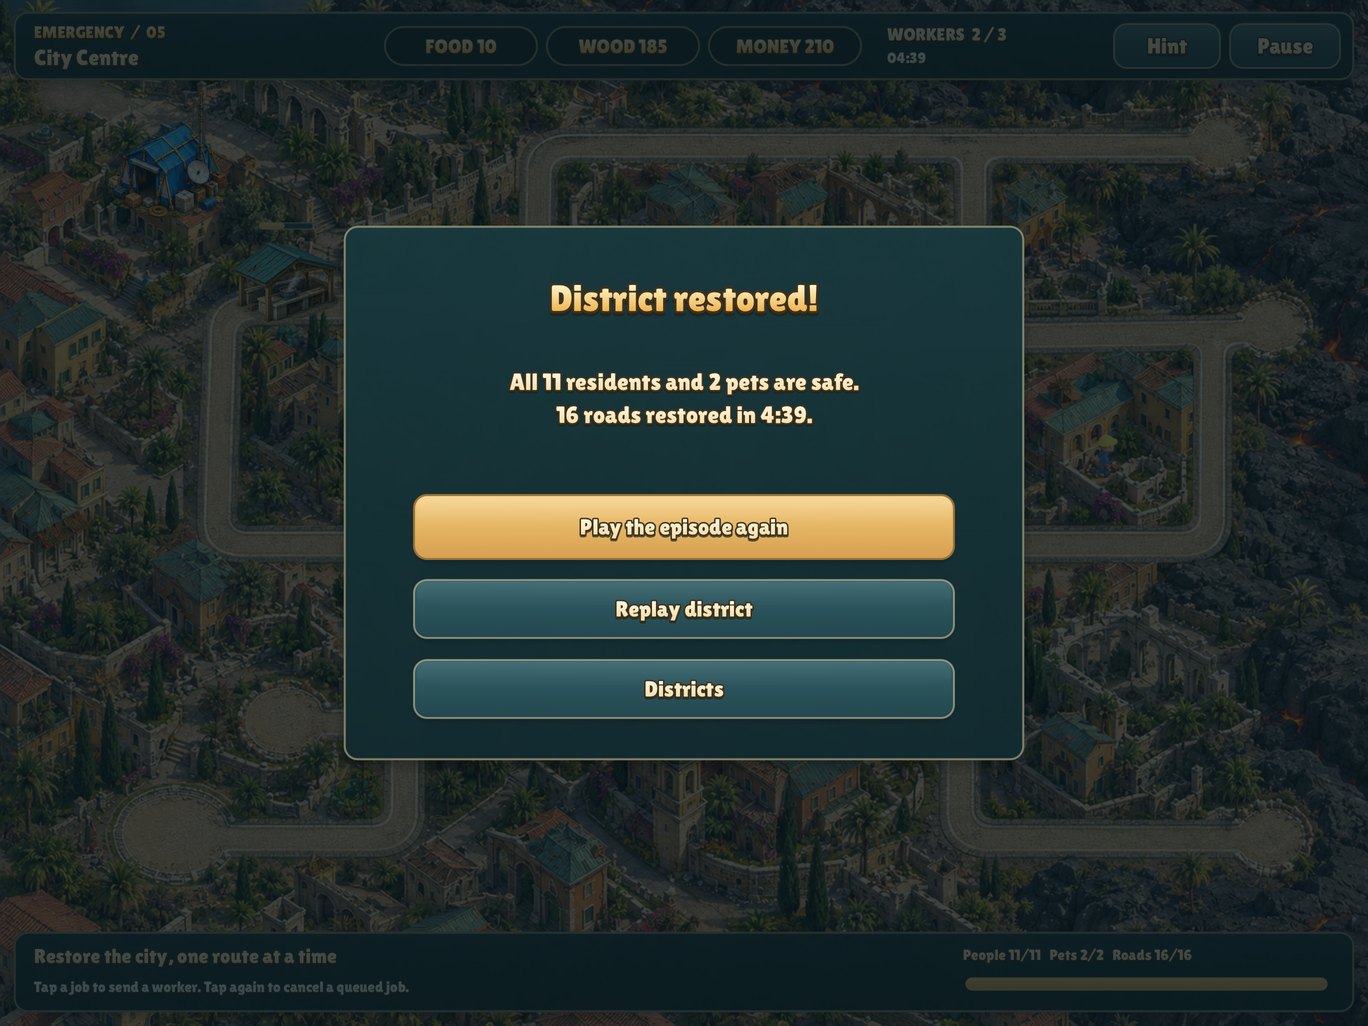 EMERGENCY / 05
City Centre
FOOD 10
WOOD 185
MONEY 210
WORKERS 2 / 3
04:39
Hint
Pause
District restored!
All 11 residents and 2 pets are safe.
16 roads restored in 4:39.
Play the episode again
Replay district
Districts
Restore the city, one route at a time
Tap a job to send a worker. Tap again to cancel a queued job.
People 11/11 Pets 2/2 Roads 16/16